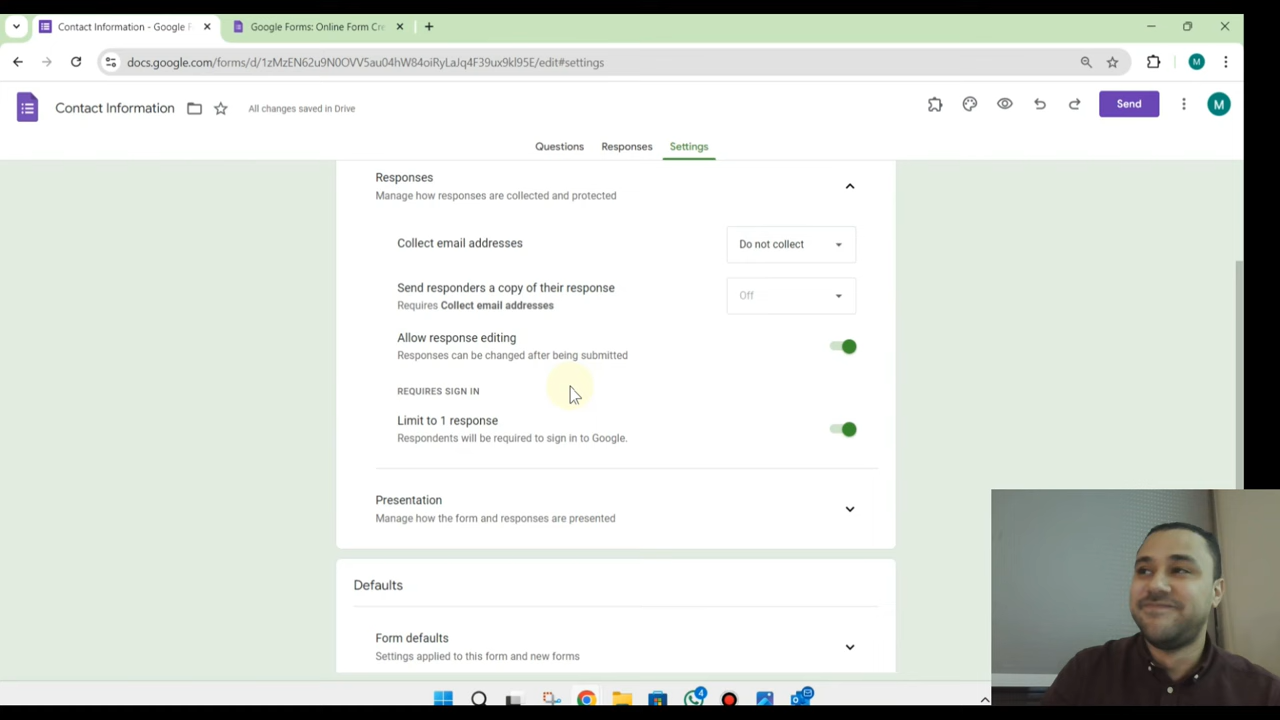 Contact Information - Google F
Google Forms: Online Form Cre
docs.google.com/forms/d/1zMzEN62u9N0OVV5au04hW84oiRyLaJq4F39ux9kl95E/edit#settings
M
Contact Information
All changes saved in Drive
Send
M
Questions
Responses
Settings
Responses
Manage how responses are collected and protected
Collect email addresses
Do not collect
Send responders a copy of their response
Requires Collect email addresses
Off
Allow response editing
Responses can be changed after being submitted
REQUIRES SIGN IN
Limit to 1 response
Respondents will be required to sign in to Google.
Presentation
Manage how the form and responses are presented
Defaults
Form defaults
Settings applied to this form and new forms
4